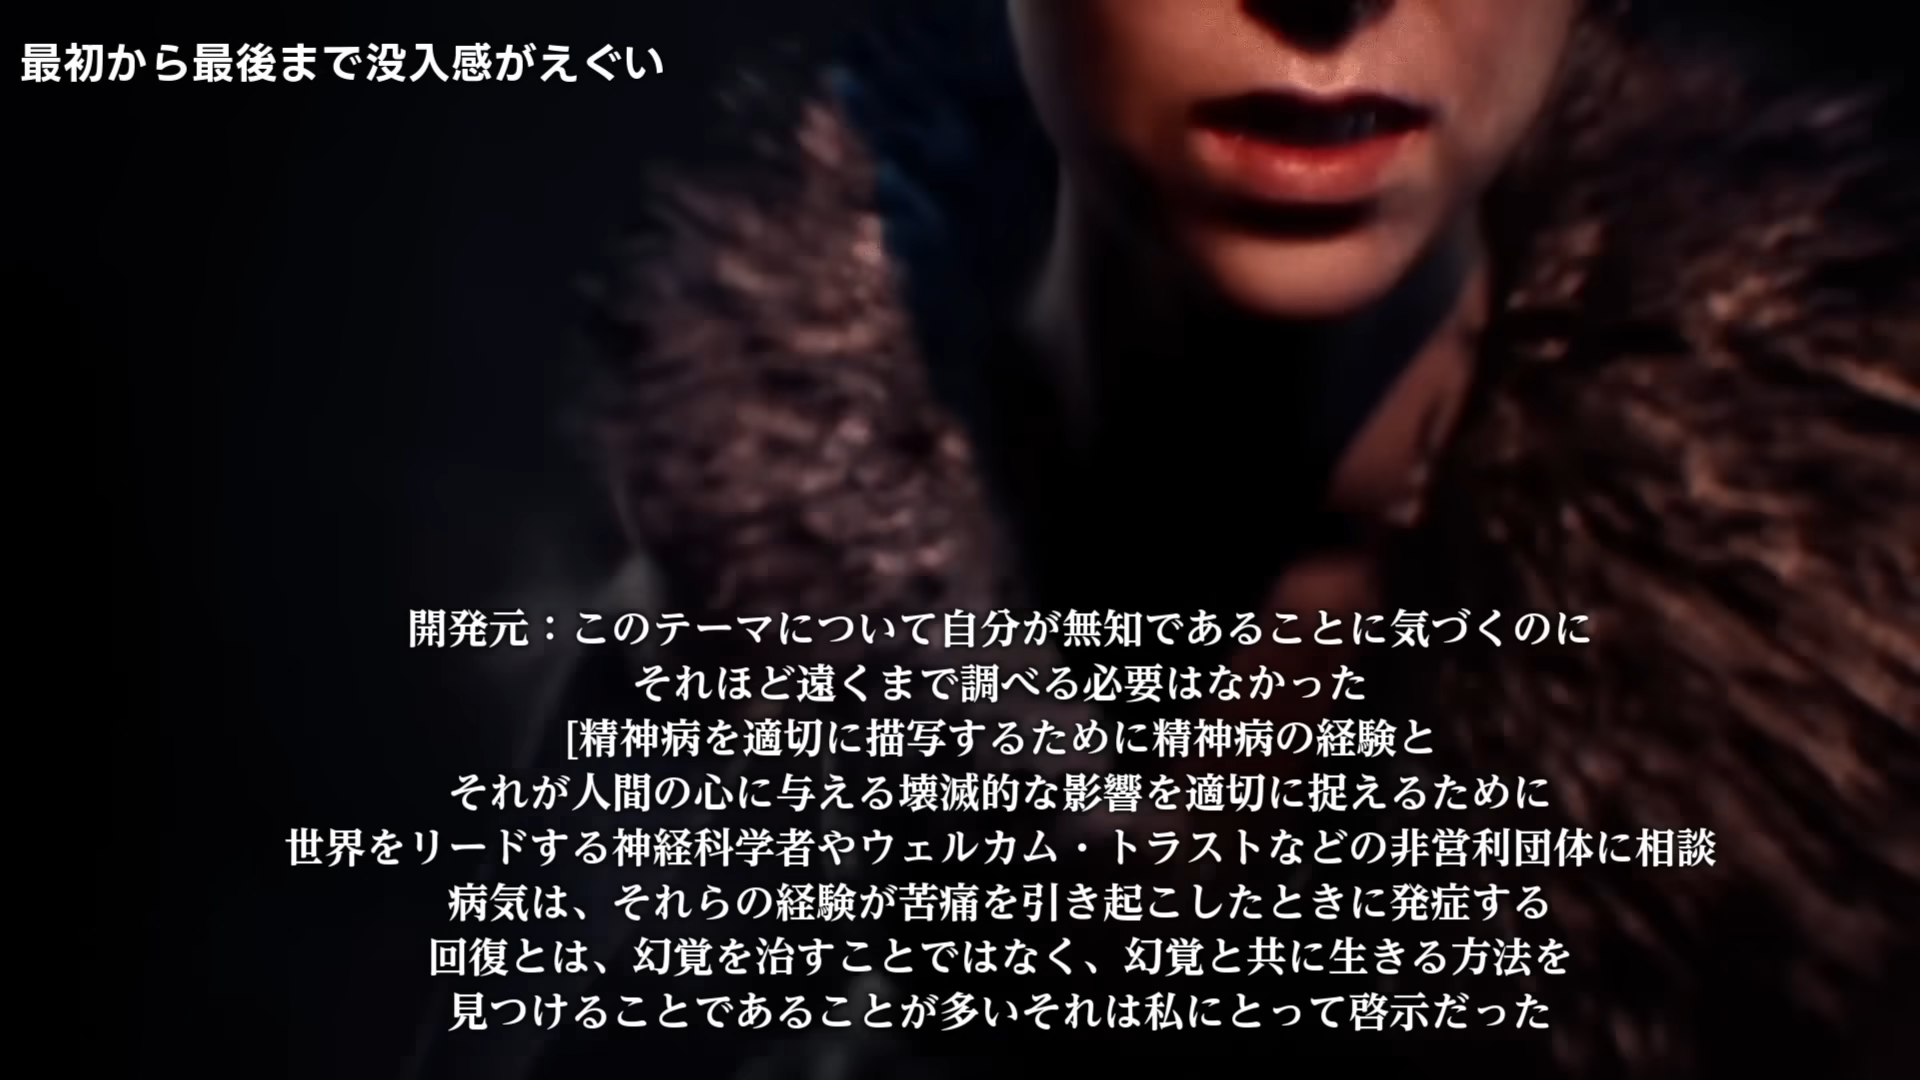 最初から最後まで没入感がえぐい
開発元：このテーマについて自分が無知であることに気づくのに
それほど遠くまで調べる必要はなかった
[精神病を適切に描写するために精神病の経験と
それが人間の心に与える壊滅的な影響を適切に捉えるために
世界をリードする神経科学者やウェルカム・トラストなどの非営利団体に相談
病気は、それらの経験が苦痛を引き起こしたときに発症する
回復とは、幻覚を治すことではなく、幻覚と共に生きる方法を
見つけることであることが多いそれは私にとって啓示だった